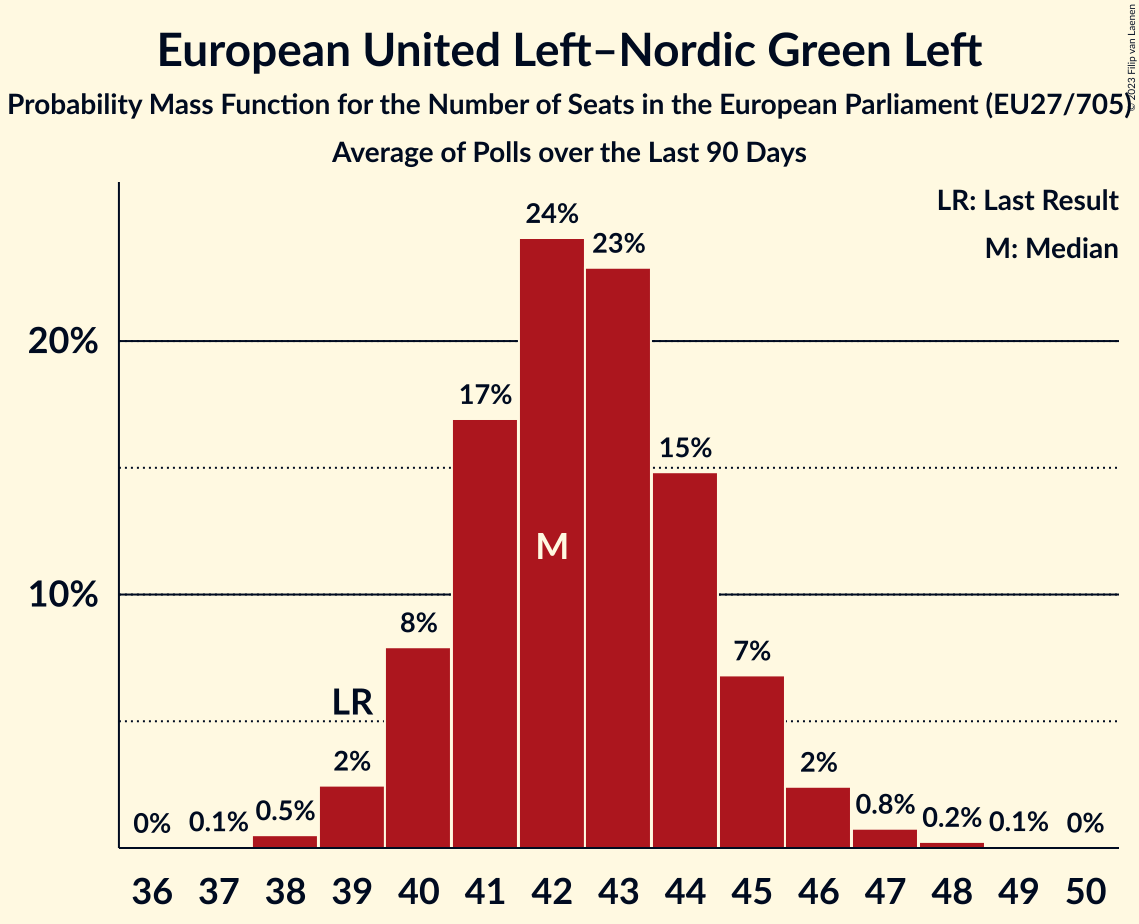 European United Left–Nordic Green Left
Probability Mass Function for the Number of Seats in the European Parliament (EU27/705)
Average of Polls over the Last 90 Days
© 2023 Filip van Laenen
LR: Last Result
M: Median
24%
23%
20%
17%
15%
M
10%
8%
7%
LR
2%
2%
0%
0.1%
0.5%
0.8%
0.2%
0.1%
0%
36 37 38 39 40 41 42 43 44 45 46 47 48 49 50